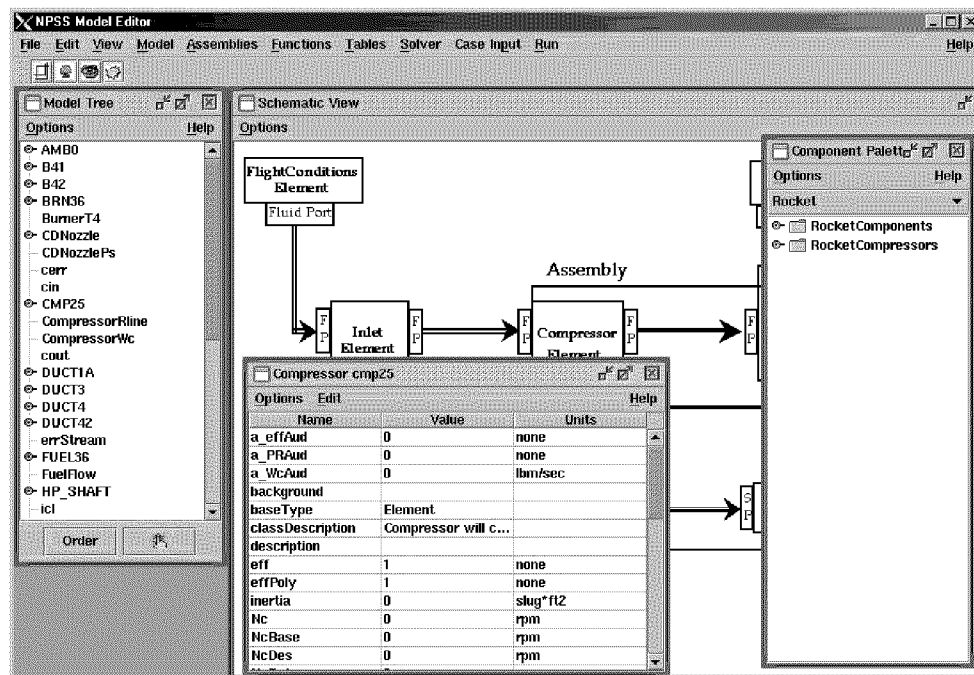 NPSS Model Editor
File Edit View Model Assemblies Functions Tables Solver Case Input Run Help
Model Tree
Options Help
AMB0
B41
B42
BRN36
BurnerT4
CDNozzle
CDNozzlePs
cerr
cin
CMP25
CompressorRline
CompressorWc
cout
DUCT1A
DUCT3
DUCT4
DUCT42
errStream
FUEL36
FuelFlow
HP_SHAFT
icl
Order
Schematic View
Options
FlightConditions
Element
Fluid Port
Assembly
F
P
Inlet
Element
F
P
F
P
Compressor
Element
F
P
F
P
S
P
Compressor cmp25
Options Edit Help
Name Value Units
a_effAud 0 none
a_PRAud 0 none
a_WcAud 0 lbm/sec
background
baseType Element
classDescription Compressor will c...
description
eff 1 none
effPoly 1 none
inertia 0 slug*ft2
Nc 0 rpm
NcBase 0 rpm
NcDes 0 rpm
Component Palett
Options Help
Rocket
RocketComponents
RocketCompressors